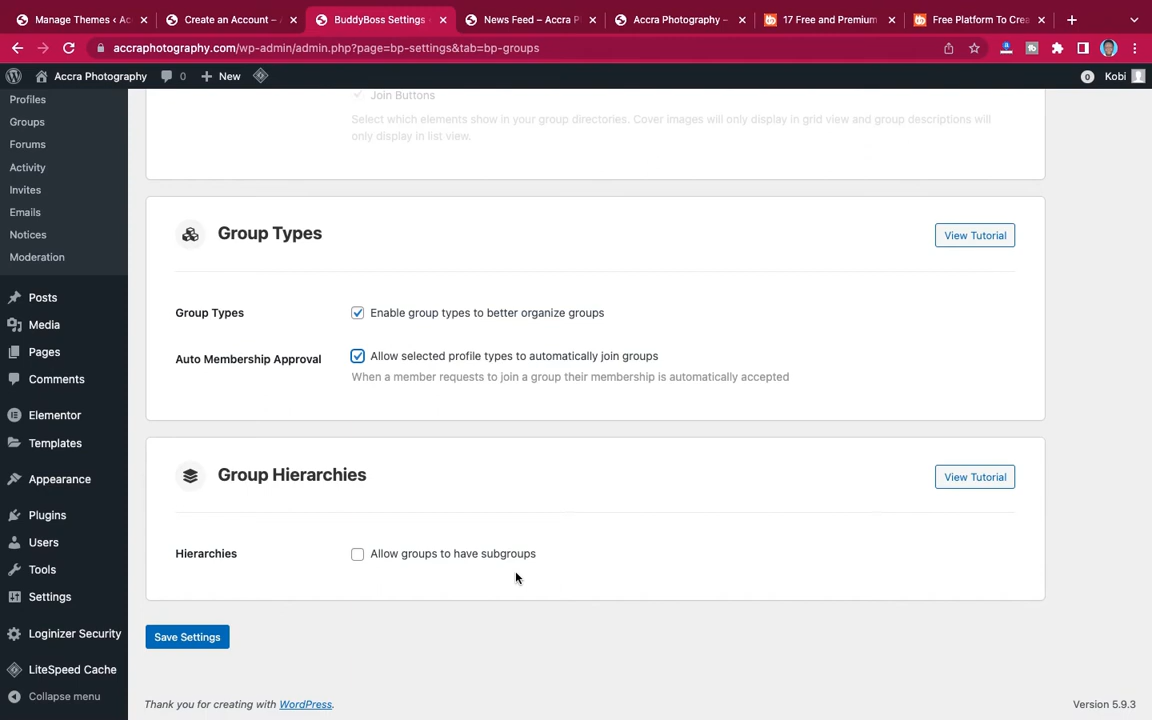 Manage Themes ‹ Ac
Create an Account – A
BuddyBoss Settings ‹
News Feed – Accra P
Accra Photography –
17 Free and Premium
Free Platform To Crea
accraphotography.com/wp-admin/admin.php?page=bp-settings&tab=bp-groups
Accra Photography
0
New
0
Kobi
Profiles
Groups
Forums
Activity
Invites
Emails
Notices
Moderation
Posts
Media
Pages
Comments
Elementor
Templates
Appearance
Plugins
Users
Tools
Settings
Loginizer Security
LiteSpeed Cache
Collapse menu
Join Buttons
Select which elements show in your group directories. Cover images will only display in grid view and group descriptions will
only display in list view.
Group Types
View Tutorial
Group Types
Enable group types to better organize groups
Auto Membership Approval
Allow selected profile types to automatically join groups
When a member requests to join a group their membership is automatically accepted
Group Hierarchies
View Tutorial
Hierarchies
Allow groups to have subgroups
Save Settings
Thank you for creating with WordPress.
Version 5.9.3